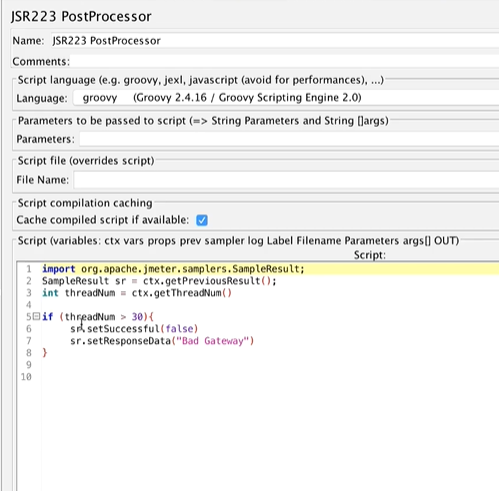 JSR223 PostProcessor
Name: JSR223 PostProcessor
Comments:
Script language (e.g. groovy, jexl, javascript (avoid for performances), ...)
Language: groovy (Groovy 2.4.16 / Groovy Scripting Engine 2.0)
Parameters to be passed to script (=> String Parameters and String []args)
Parameters:
Script file (overrides script)
File Name:
Script compilation caching
Cache compiled script if available:
Script (variables: ctx vars props prev sampler log Label Filename Parameters args[] OUT)
Script:
1 import org.apache.jmeter.samplers.SampleResult;
2 SampleResult sr = ctx.getPreviousResult();
3 int threadNum = ctx.getThreadNum()
4
5 if (threadNum > 30){
6 sr.setSuccessful(false)
7 sr.setResponseData("Bad Gateway")
8 }
9
10